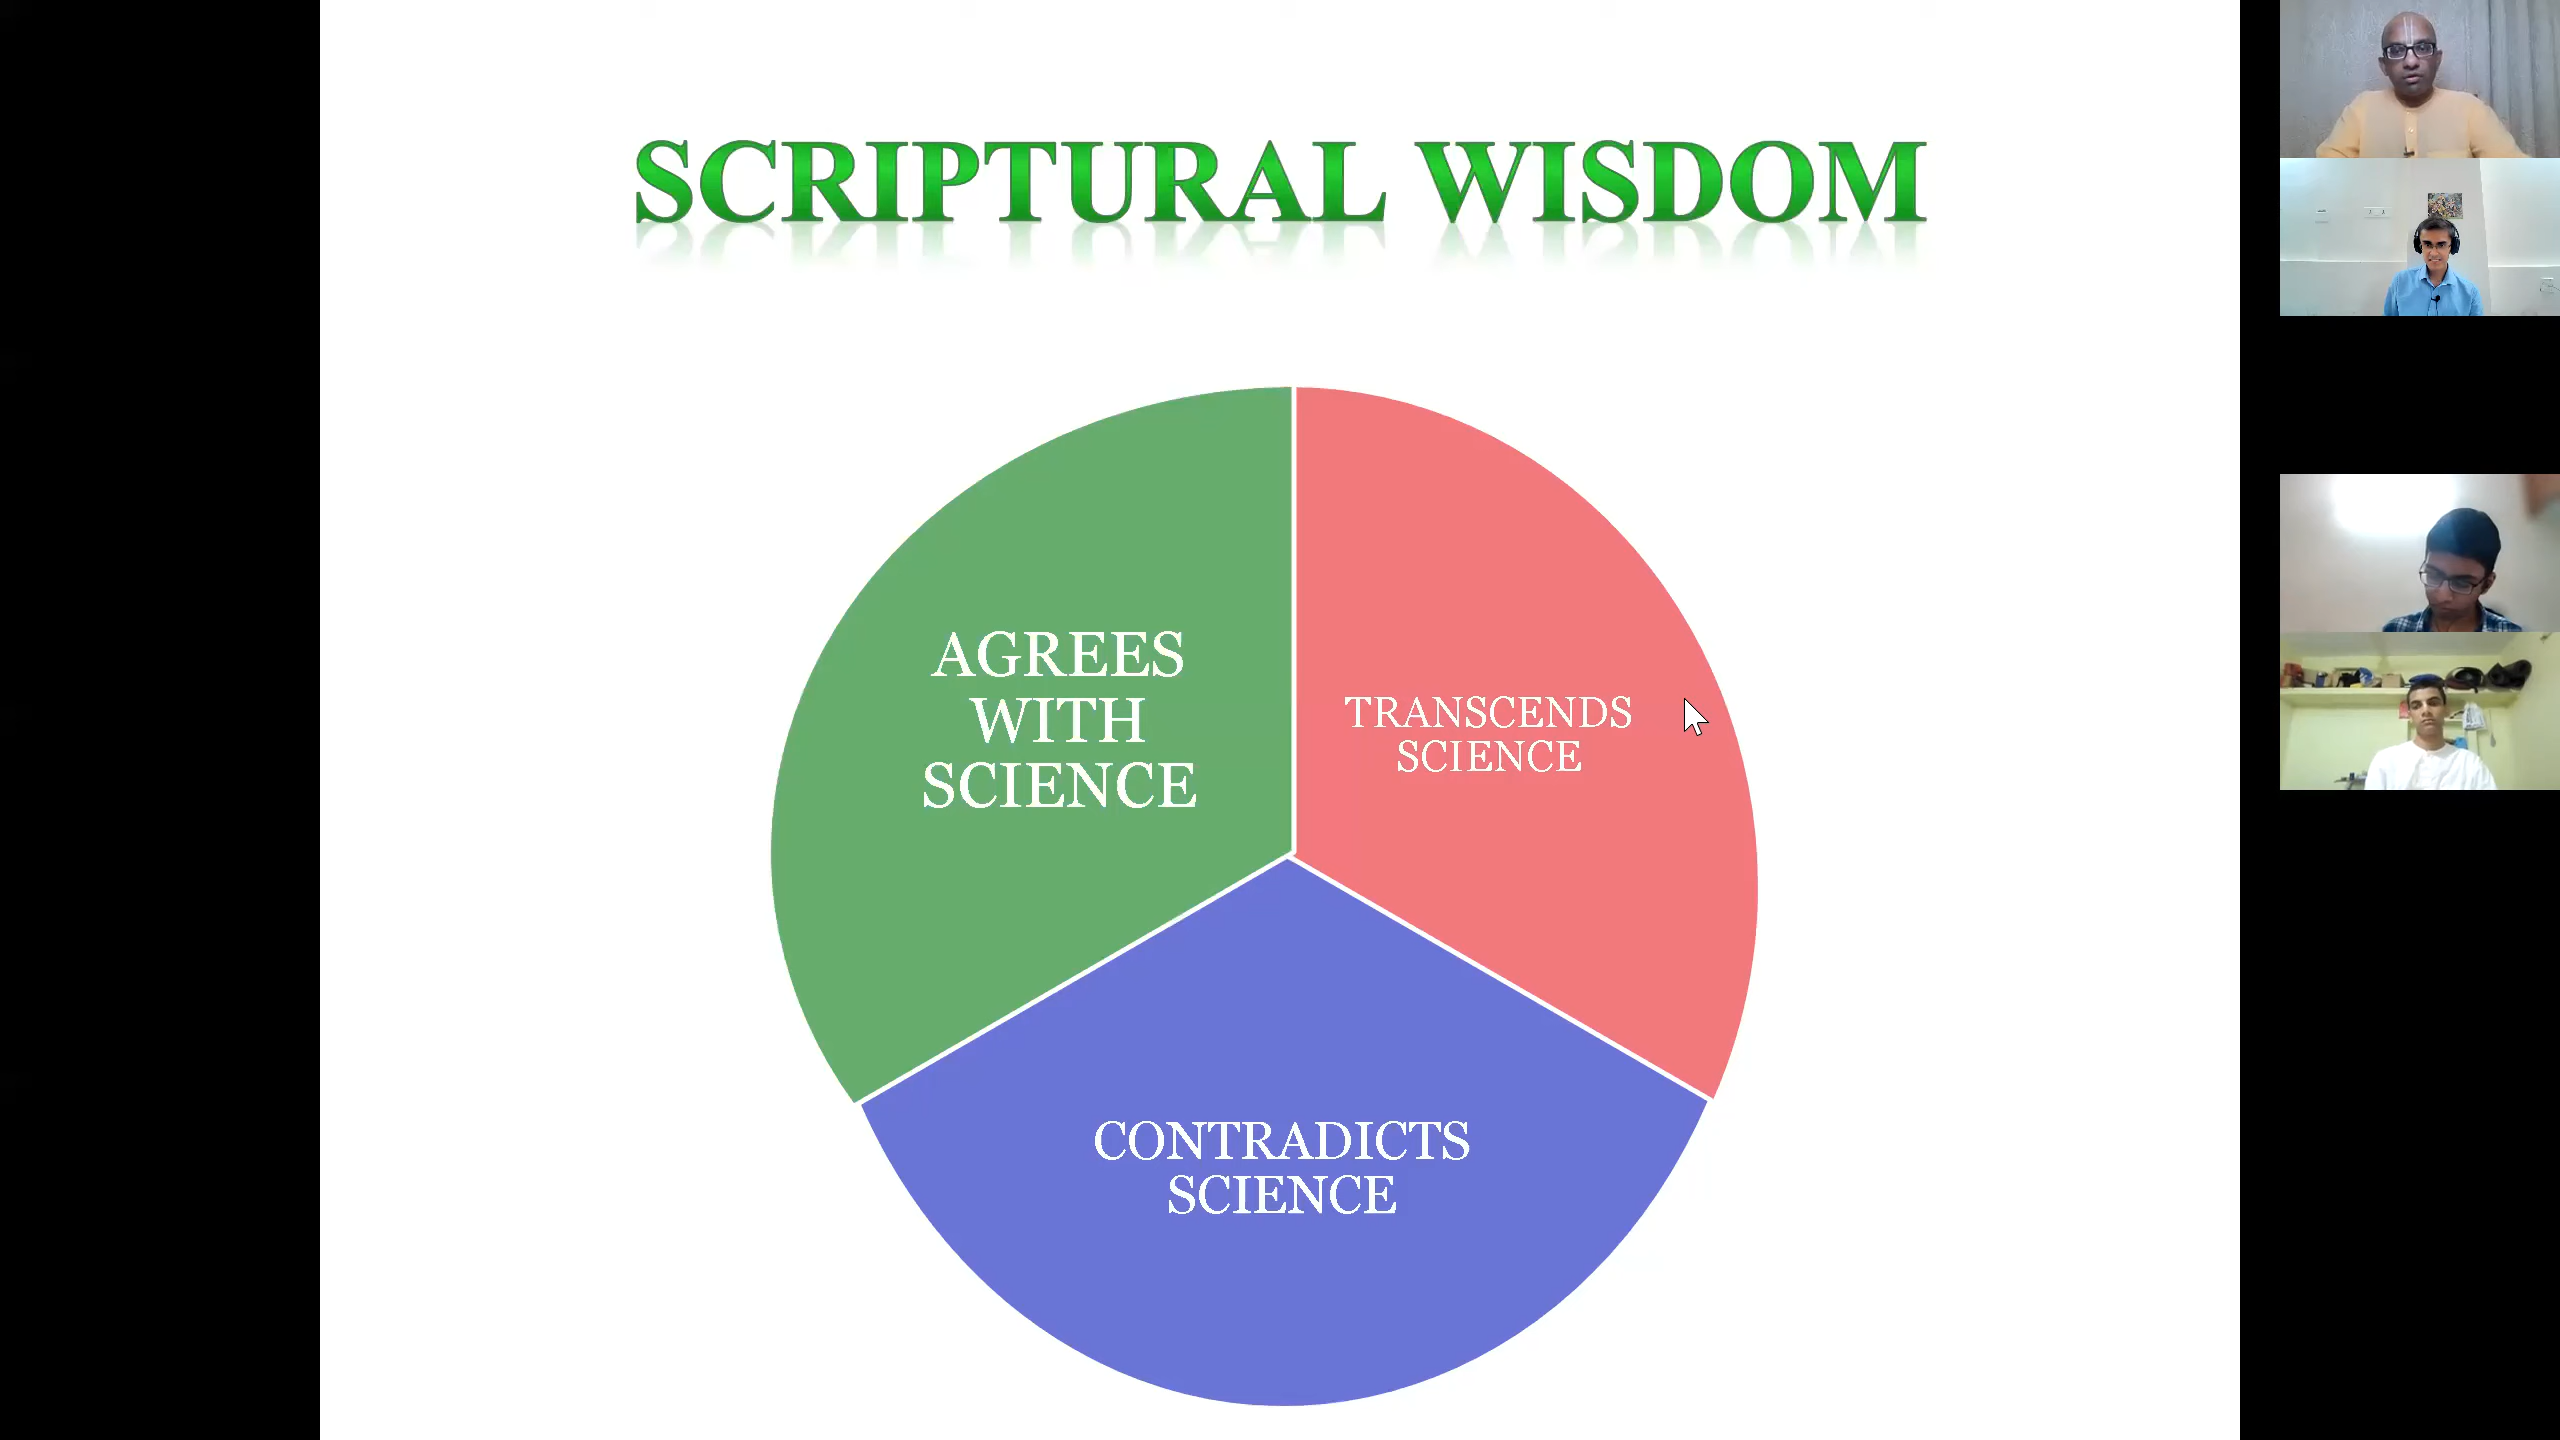 SCRIPTURAL WISDOM
AGREES
WITH
SCIENCE
TRANSCENDS
SCIENCE
CONTRADICTS
SCIENCE